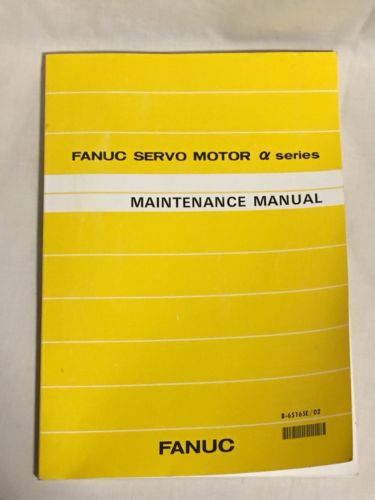 FANUC SERVO MOTOR α series
MAINTENANCE MANUAL
B-65165E/02
FANUC